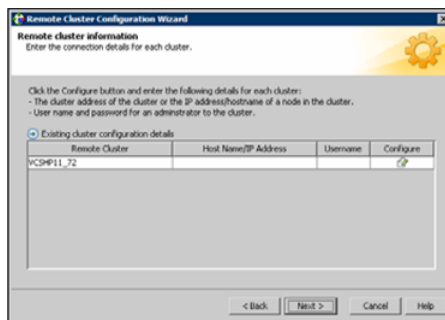 Remote Cluster Configuration Wizard
Remote cluster information
Enter the connection details for each cluster.
Click the Configure button and enter the following details for each cluster:
- The cluster address of the cluster or the IP address/hostname of a node in the cluster.
- User name and password for an adminstrator to the cluster.
Existing cluster configuration details
Remote Cluster Host Name/IP Address Username Configure
VCSHP11_72
< Back Next > Cancel Help